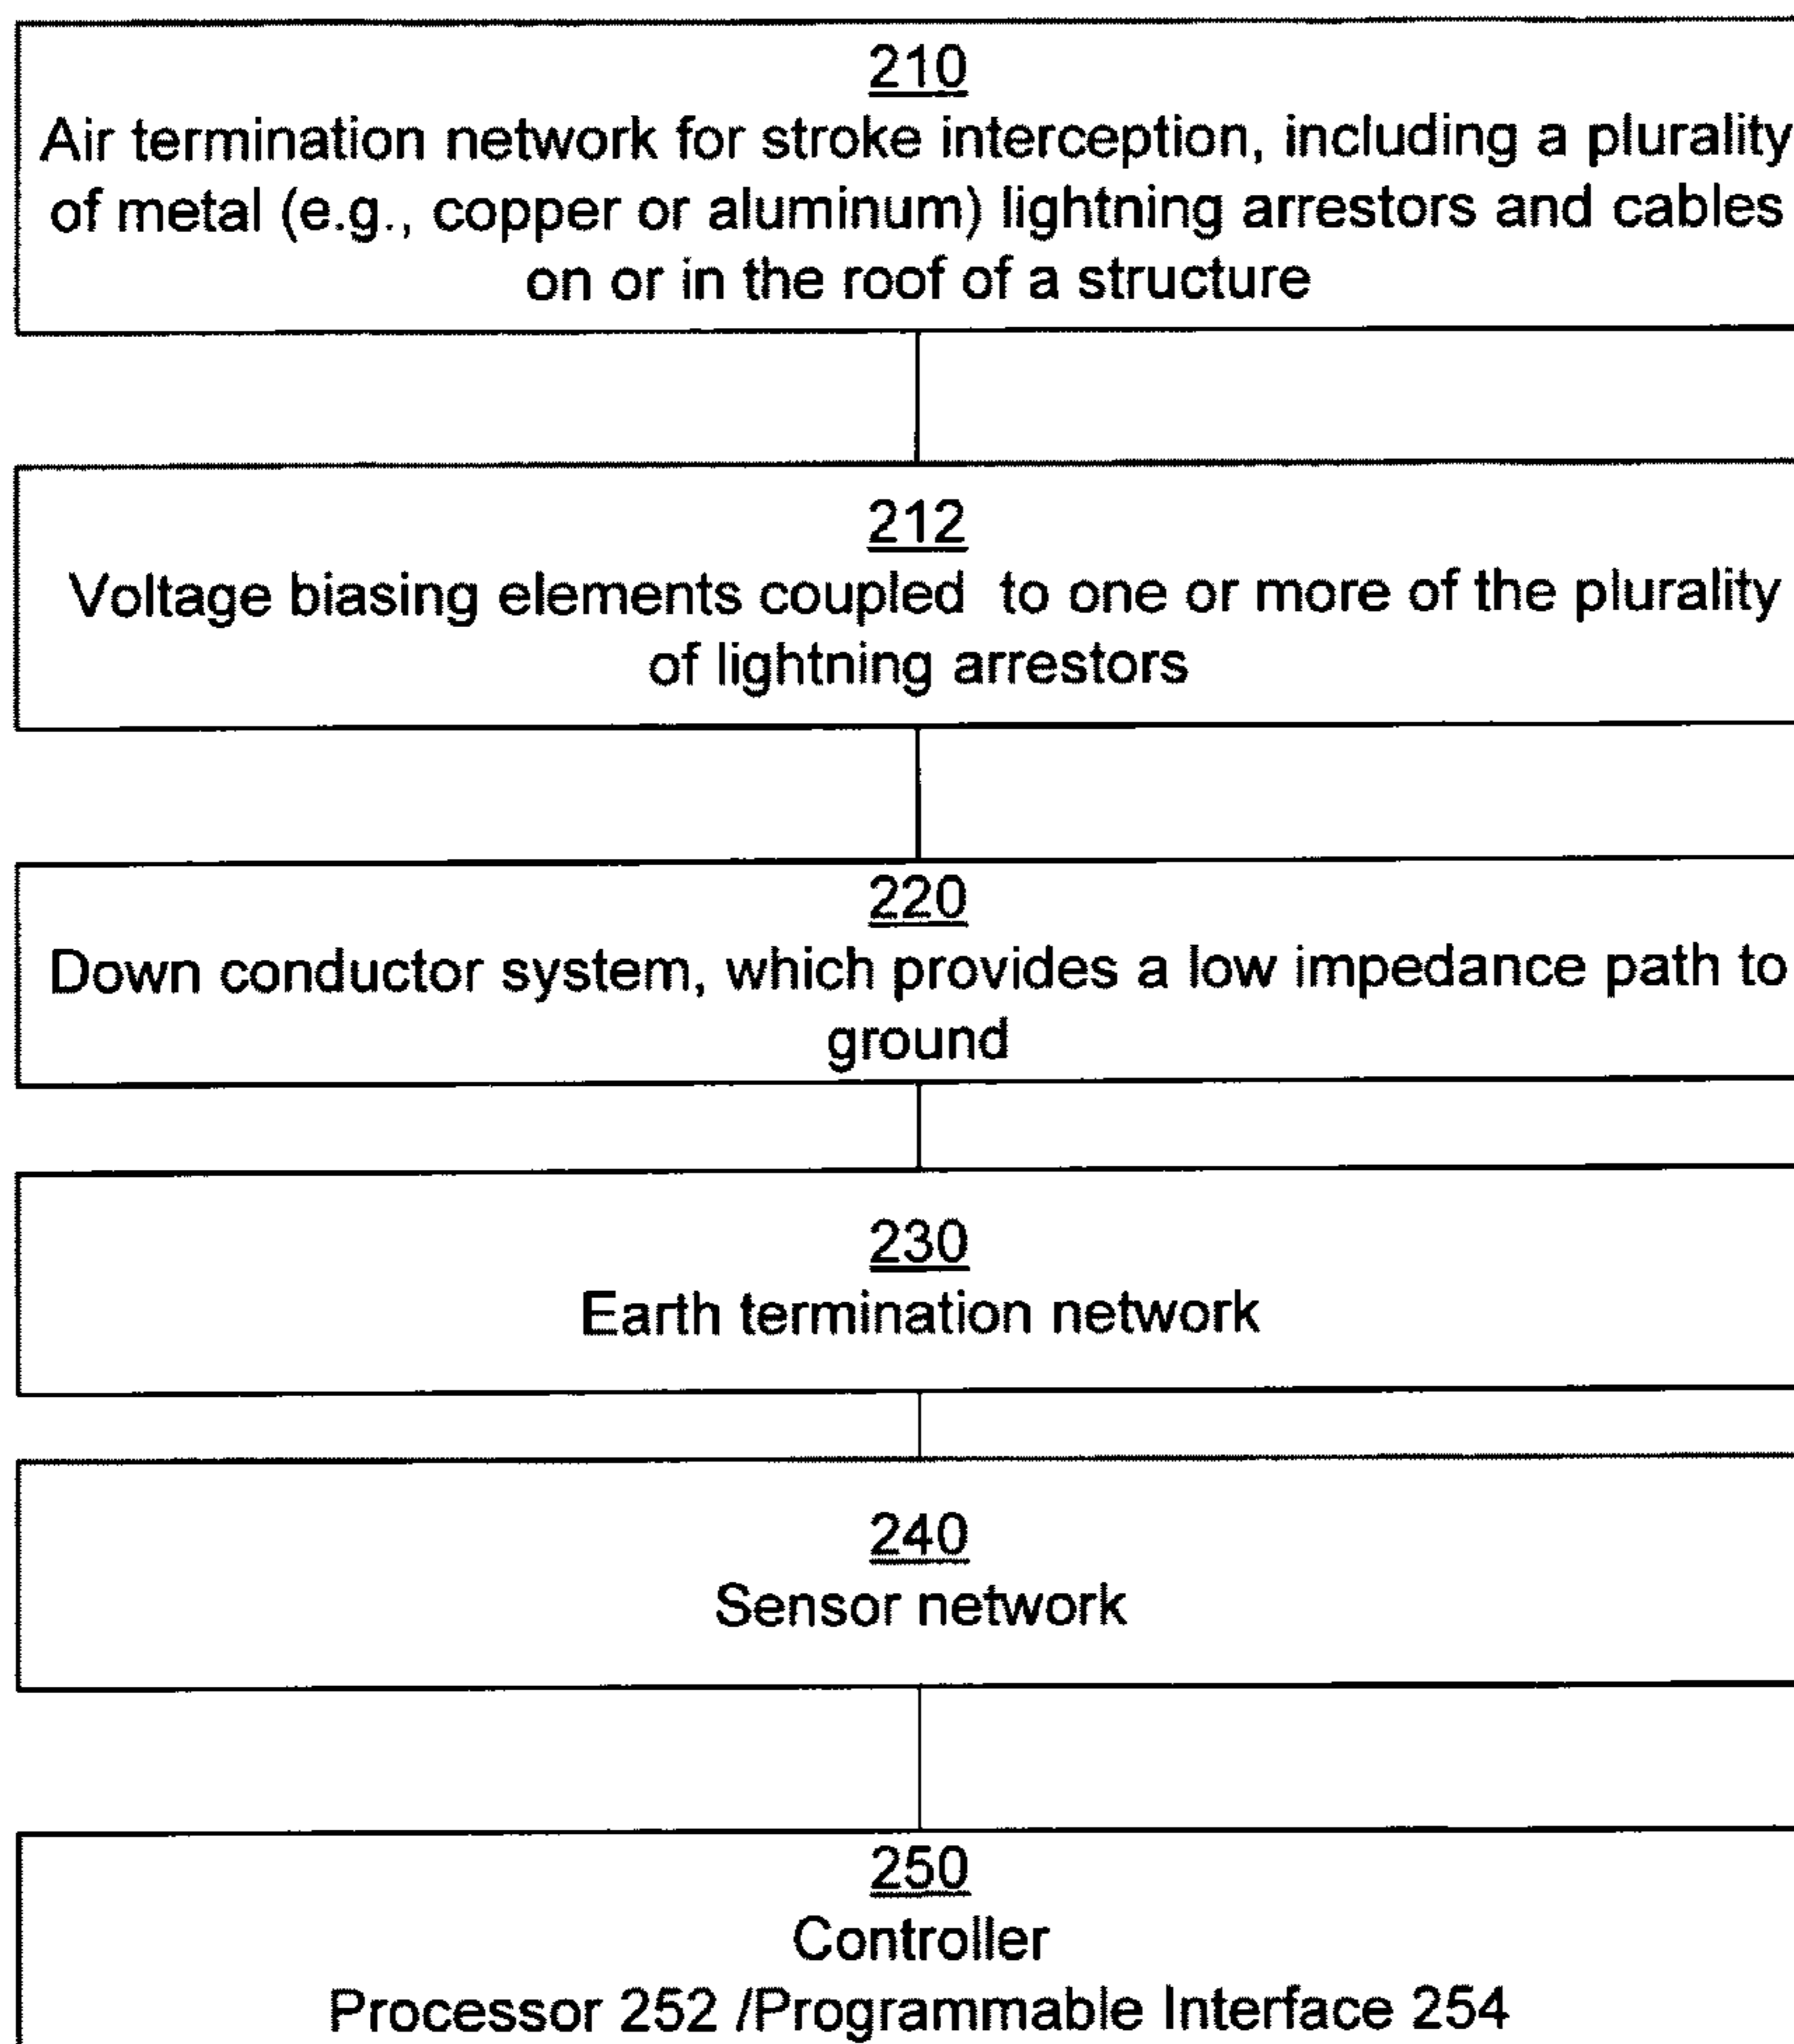 210
Air termination network for stroke interception, including a plurality
of metal (e.g., copper or aluminum) lightning arrestors and cables
on or in the roof of a structure
212
Voltage biasing elements coupled to one or more of the plurality
of lightning arrestors
220
Down conductor system, which provides a low impedance path to
ground
230
Earth termination network
240
Sensor network
250
Controller
Processor 252 /Programmable Interface 254